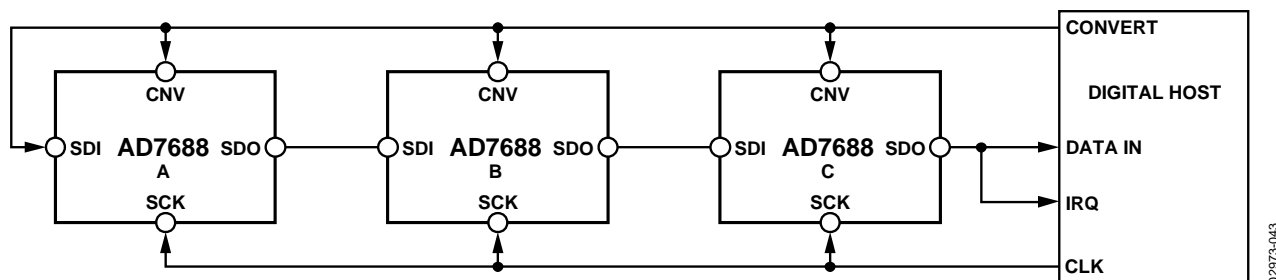 CONVERT
CNV
CNV
CNV
DIGITAL HOST
SDI AD7688 SDO
A
SDI AD7688 SDO
B
SDI AD7688 SDO
C
DATA IN
SCK
SCK
SCK
IRQ
CLK
02973-043